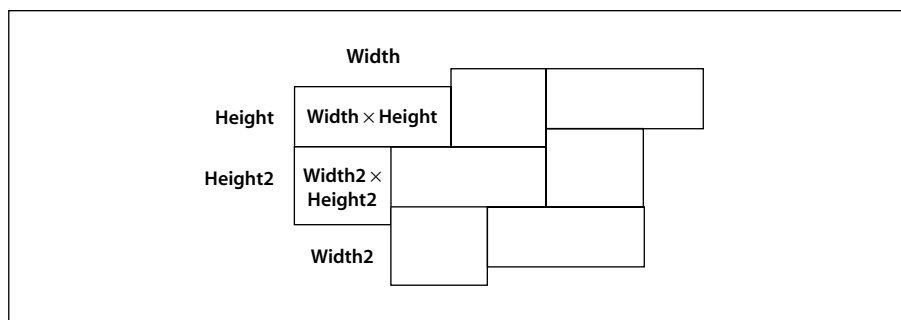 Width
Height
Width × Height
Height2
Width2 ×
Height2
Width2